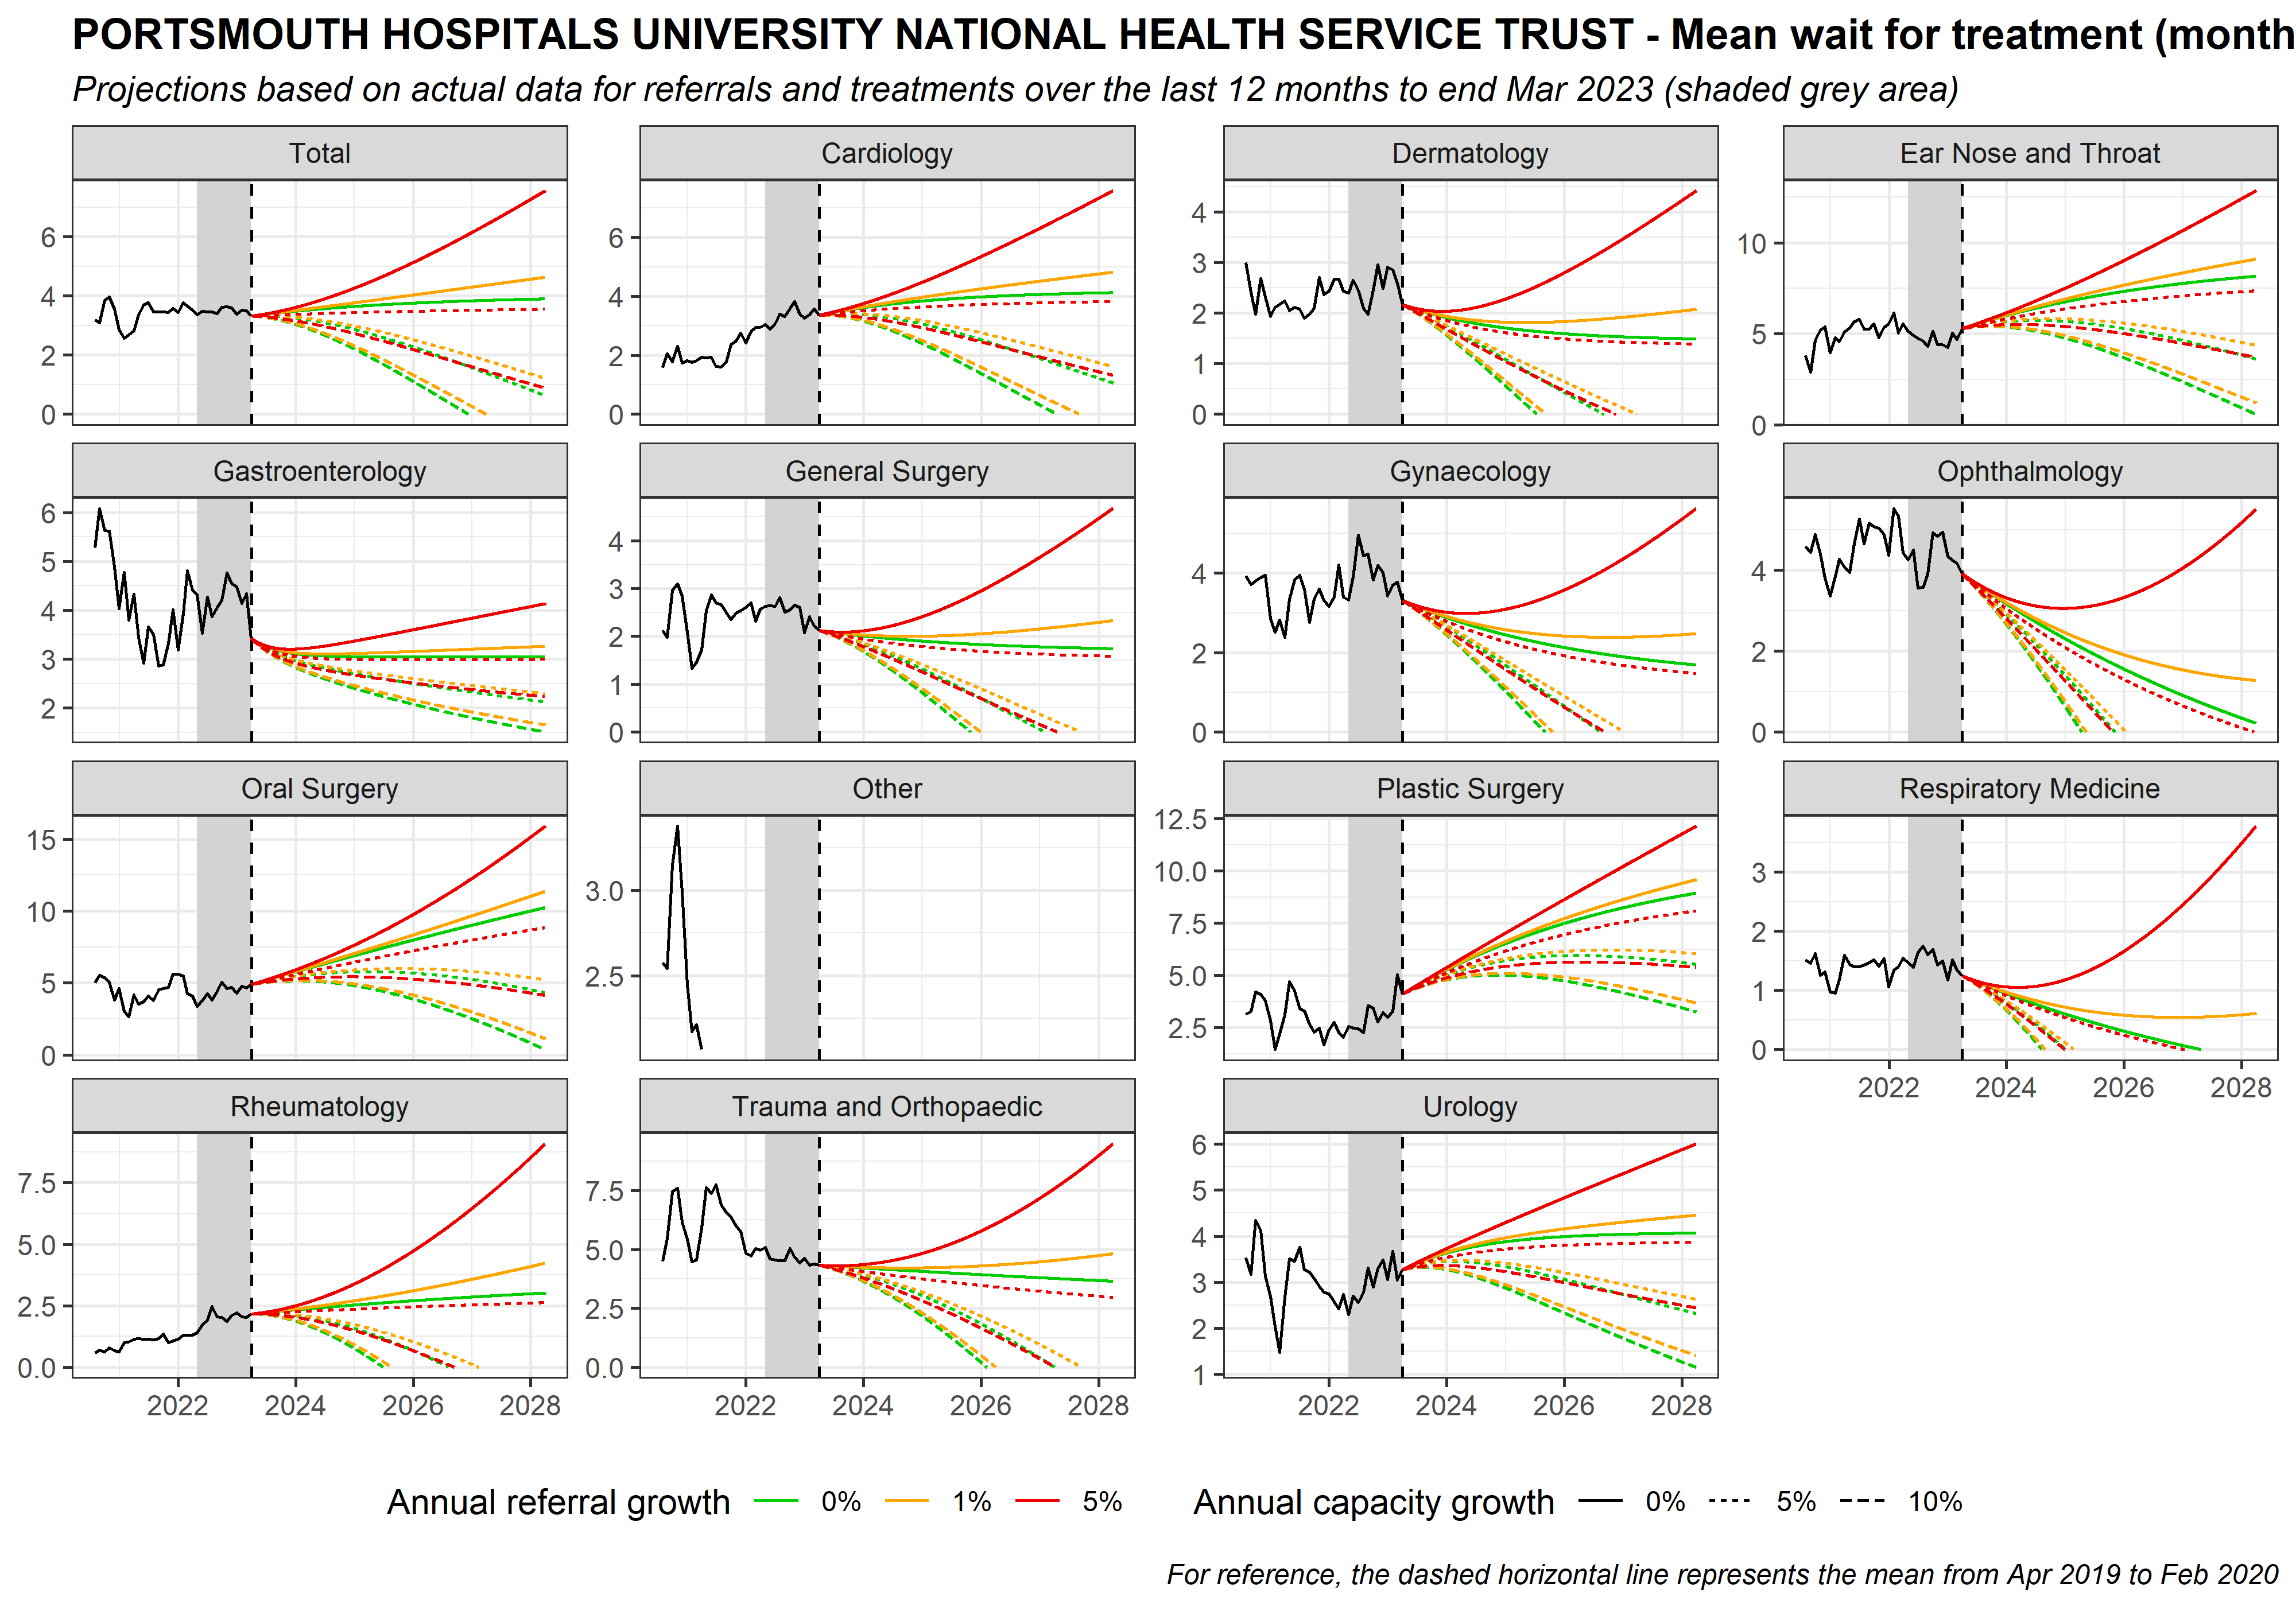 PORTSMOUTH HOSPITALS UNIVERSITY NATIONAL HEALTH SERVICE TRUST - Mean wait for treatment (month
Projections based on actual data for referrals and treatments over the last 12 months to end Mar 2023 (shaded grey area)
Total
Cardiology
Dermatology
Ear Nose and Throat
6
4
2
0
6
4
2
0
4
3
2
1
0
10
5
0
Gastroenterology
General Surgery
Gynaecology
Ophthalmology
6
5
4
3
2
4
3
2
1
0
4
2
0
4
2
0
Oral Surgery
Other
Plastic Surgery
Respiratory Medicine
15
10
5
0
3.0
2.5
12.5
10.0
7.5
5.0
2.5
3
2
1
0
2022 2024 2026 2028
Rheumatology
Trauma and Orthopaedic
Urology
7.5
5.0
2.5
0.0
7.5
5.0
2.5
0.0
6
5
4
3
2
1
2022 2024 2026 2028
2022 2024 2026 2028
2022 2024 2026 2028
Annual referral growth 0% 1% 5%
Annual capacity growth 0% 5% 10%
For reference, the dashed horizontal line represents the mean from Apr 2019 to Feb 2020